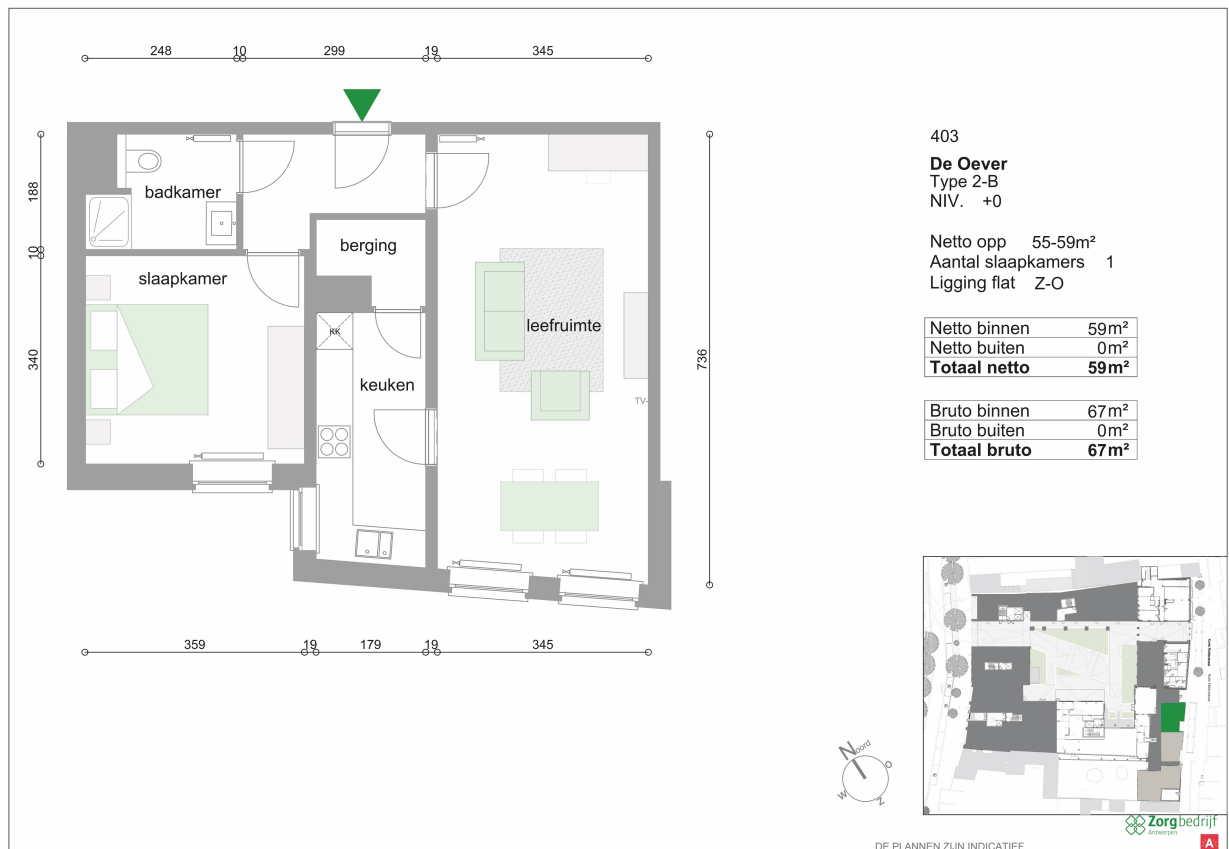 248 10 299 19 345
403
De Oever
Type 2-B
NIV. +0
Netto opp 55-59m²
Aantal slaapkamers 1
Ligging flat Z-O
Netto binnen 59m²
Netto buiten 0m²
Totaal netto 59m²
Bruto binnen 67m²
Bruto buiten 0m²
Totaal bruto 67m²
188
10
340
badkamer
berging
slaapkamer
leefruimte
KK
keuken
TV-
736
359 19 179 19 345
Noord
O
W
Z
Zorgbedrijf
Antwerpen
A
DE PLANNEN ZIJN INDICATIEF